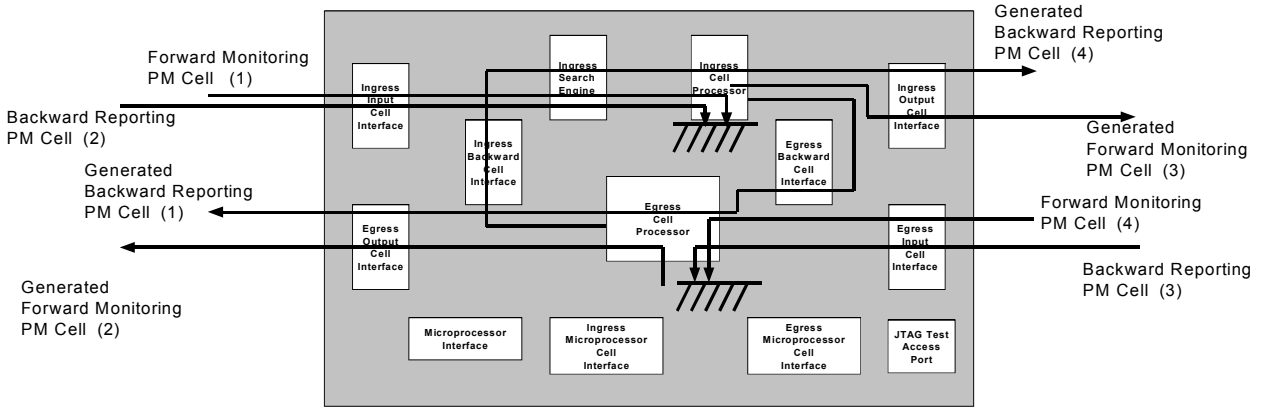 Generated
Backward Reporting
PM Cell (4)
Forward Monitoring
PM Cell (1)
Backward Reporting
PM Cell (2)
Generated
Backward Reporting
PM Cell (1)
Generated
Forward Monitoring
PM Cell (2)
Ingress
Input
Cell
Interface
Ingress
Search
Engine
Ingress
Cell
Processor
Ingress
Output
Cell
Interface
Ingress
Backward
Cell
Interface
Egress
Backward
Cell
Interface
Egress
Cell
Processor
Egress
Output
Cell
Interface
Egress
Input
Cell
Interface
Microprocessor
Interface
Ingress
Microprocessor
Cell
Interface
Egress
Microprocessor
Cell
Interface
JTAG Test
Access
Port
Generated
Forward Monitoring
PM Cell (3)
Forward Monitoring
PM Cell (4)
Backward Reporting
PM Cell (3)